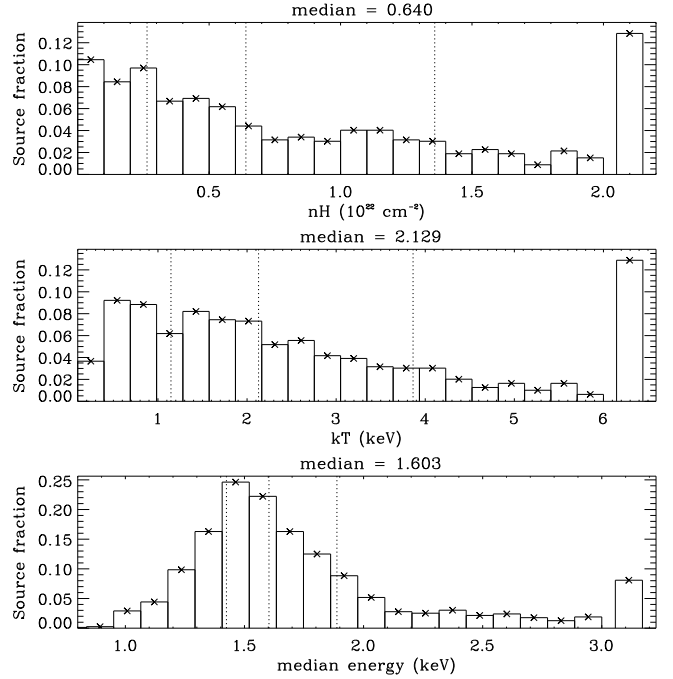 median = 0.640
Source fraction
0.12
0.10
0.08
0.06
0.04
0.02
0.00
0.5 1.0 1.5 2.0
nH (10²² cm⁻²)
median = 2.129
Source fraction
0.12
0.10
0.08
0.06
0.04
0.02
0.00
1 2 3 4 5 6
kT (keV)
median = 1.603
Source fraction
0.25
0.20
0.15
0.10
0.05
0.00
1.0 1.5 2.0 2.5 3.0
median energy (keV)